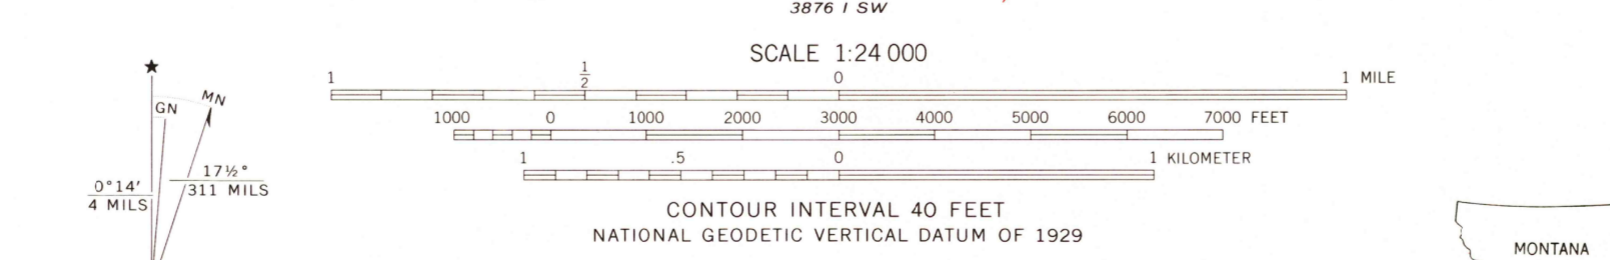 3876 I SW
SCALE 1:24 000
1 ½ 0 1 MILE
1000 0 1000 2000 3000 4000 5000 6000 7000 FEET
1 .5 0 1 KILOMETER
CONTOUR INTERVAL 40 FEET
NATIONAL GEODETIC VERTICAL DATUM OF 1929
★
GN
MN
0°14′
4 MILS
17½°
311 MILS
MONTANA